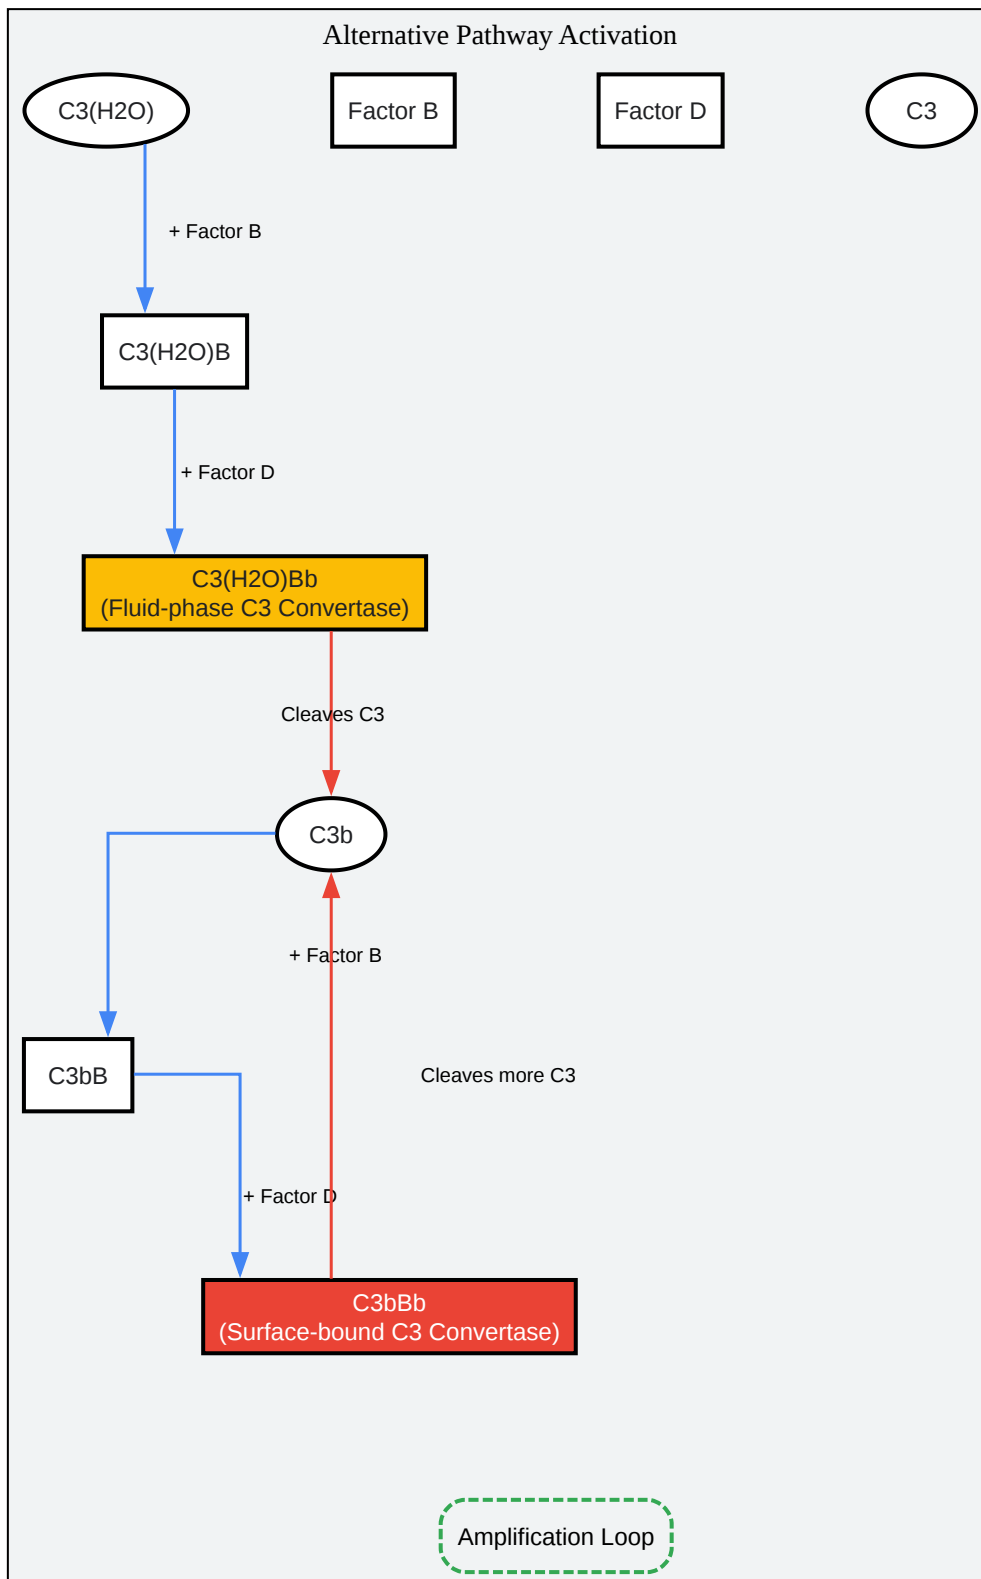 Alternative Pathway Activation
C3(H2O)
Factor B
Factor D
C3
+ Factor B
C3(H2O)B
+ Factor D
C3(H2O)Bb
(Fluid-phase C3 Convertase)
Cleaves C3
C3b
+ Factor B
C3bB
Cleaves more C3
+ Factor D
C3bBb
(Surface-bound C3 Convertase)
Amplification Loop